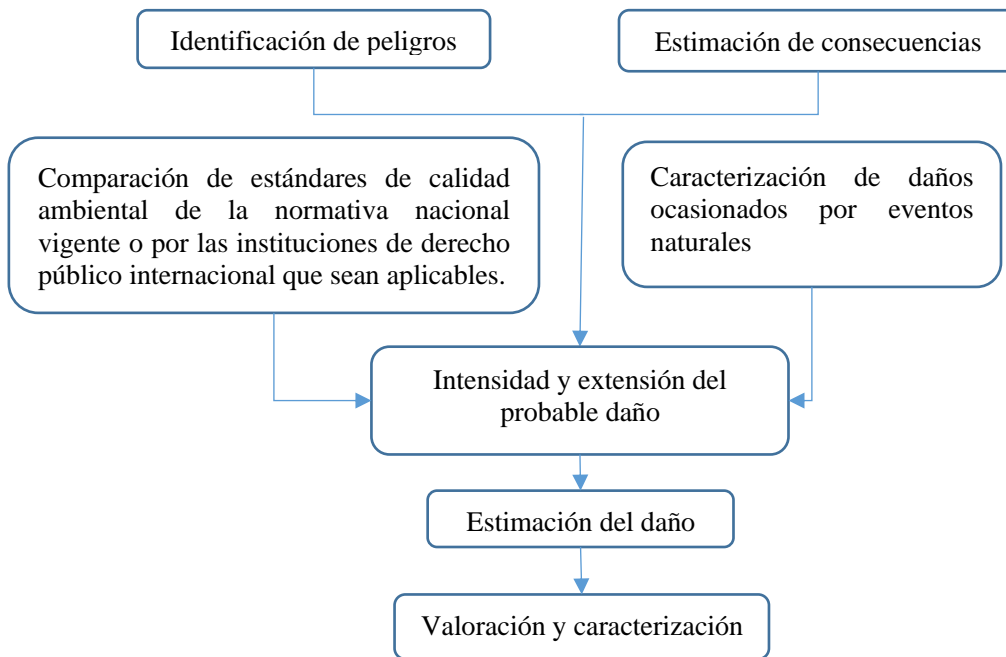 Identificación de peligros
Estimación de consecuencias
Comparación de estándares de calidad
ambiental de la normativa nacional
vigente o por las instituciones de derecho
público internacional que sean aplicables.
Caracterización de daños
ocasionados por eventos
naturales
Intensidad y extensión del
probable daño
Estimación del daño
Valoración y caracterización